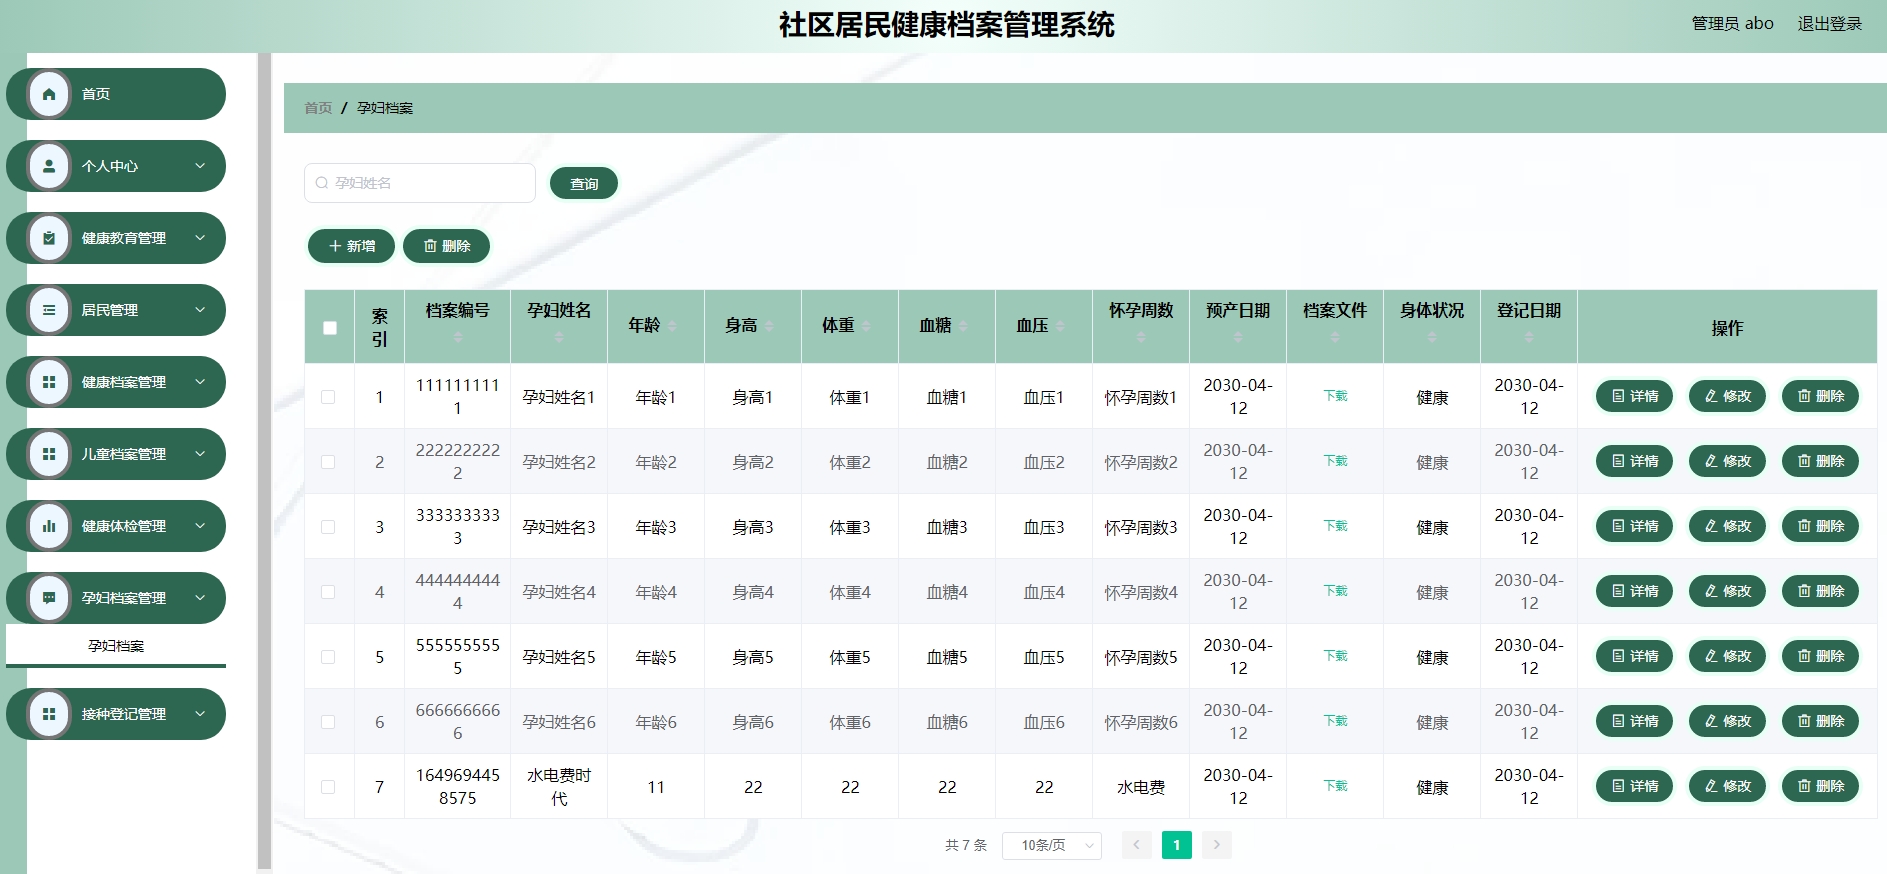 社区居民健康档案管理系统
管理员 abo 退出登录
首页
个人中心
健康教育管理
居民管理
健康档案管理
儿童档案管理
健康体检管理
孕妇档案管理
孕妇档案
接种登记管理
首页 / 孕妇档案
孕妇姓名 查询
新增 删除
索引 档案编号 孕妇姓名 年龄 身高 体重 血糖 血压 怀孕周数 预产日期 档案文件 身体状况 登记日期 操作
1 1111111111 孕妇姓名1 年龄1 身高1 体重1 血糖1 血压1 怀孕周数1 2030-04-12 下载 健康 2030-04-12 详情 修改 删除
2 2222222222 孕妇姓名2 年龄2 身高2 体重2 血糖2 血压2 怀孕周数2 2030-04-12 下载 健康 2030-04-12 详情 修改 删除
3 3333333333 孕妇姓名3 年龄3 身高3 体重3 血糖3 血压3 怀孕周数3 2030-04-12 下载 健康 2030-04-12 详情 修改 删除
4 4444444444 孕妇姓名4 年龄4 身高4 体重4 血糖4 血压4 怀孕周数4 2030-04-12 下载 健康 2030-04-12 详情 修改 删除
5 5555555555 孕妇姓名5 年龄5 身高5 体重5 血糖5 血压5 怀孕周数5 2030-04-12 下载 健康 2030-04-12 详情 修改 删除
6 6666666666 孕妇姓名6 年龄6 身高6 体重6 血糖6 血压6 怀孕周数6 2030-04-12 下载 健康 2030-04-12 详情 修改 删除
7 1649694458575 水电费时代 11 22 22 22 22 水电费 2030-04-12 下载 健康 2030-04-12 详情 修改 删除
共 7 条 10条/页 1